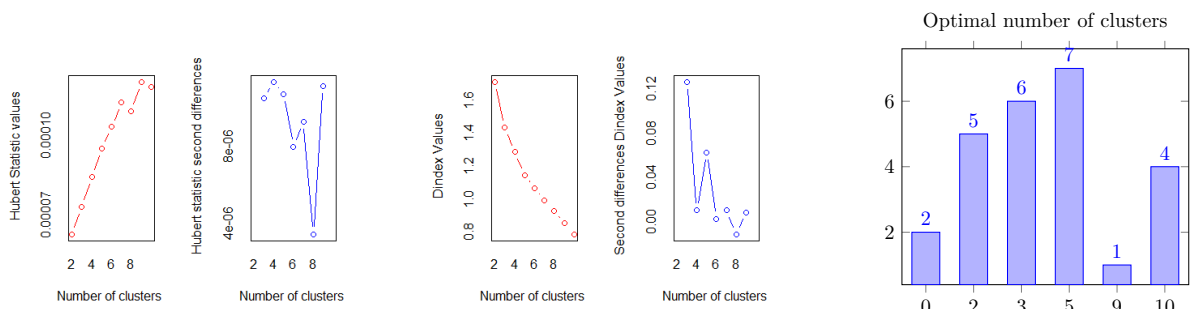 Hubert Statistic values
0.00010
0.00007
2 4 6 8
Number of clusters
Hubert statistic second differences
8e-06
4e-06
2 4 6 8
Number of clusters
Dindex Values
1.6
1.4
1.2
1.0
0.8
2 4 6 8
Number of clusters
Second differences Dindex Values
0.12
0.08
0.04
0.00
2 4 6 8
Number of clusters
Optimal number of clusters
6
4
2
2 5 6 7 1 4
0 2 3 5 9 10